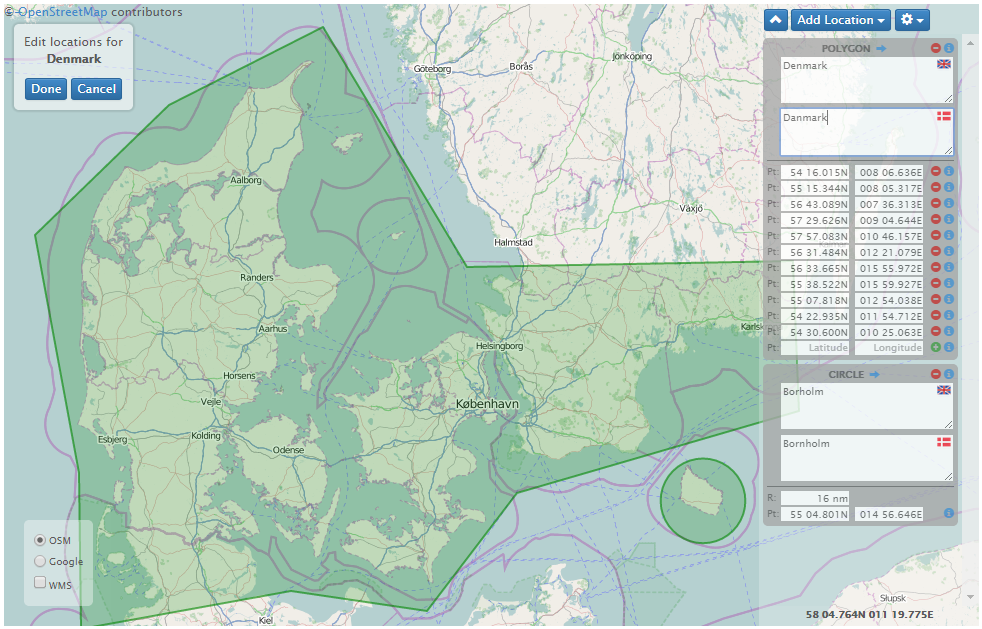 © OpenStreetMap contributors
Edit locations for
Denmark
Done
Cancel
Göteborg
Borås
Jönköping
Aalborg
Växjö
Halmstad
Randers
Aarhus
Helsingborg
Horsens
Vejle
København
Esbjerg
Kolding
Odense
Kiel
Słupsk
OSM
Google
WMS
Add Location
POLYGON
Denmark
Danmark
Pt: 54 16.015N 008 06.636E
Pt: 55 15.344N 008 05.317E
Pt: 56 43.089N 007 36.313E
Pt: 57 29.626N 009 04.644E
Pt: 57 57.083N 010 46.157E
Pt: 56 31.484N 012 21.079E
Pt: 56 33.665N 015 55.972E
Pt: 55 38.522N 015 59.927E
Pt: 55 07.818N 012 54.038E
Pt: 54 22.935N 011 54.712E
Pt: 54 30.600N 010 25.063E
Pt: Latitude Longitude
Karlsk
CIRCLE
Borholm
Bornholm
R: 16 nm
Pt: 55 04.801N 014 56.646E
58 04.764N 011 19.775E